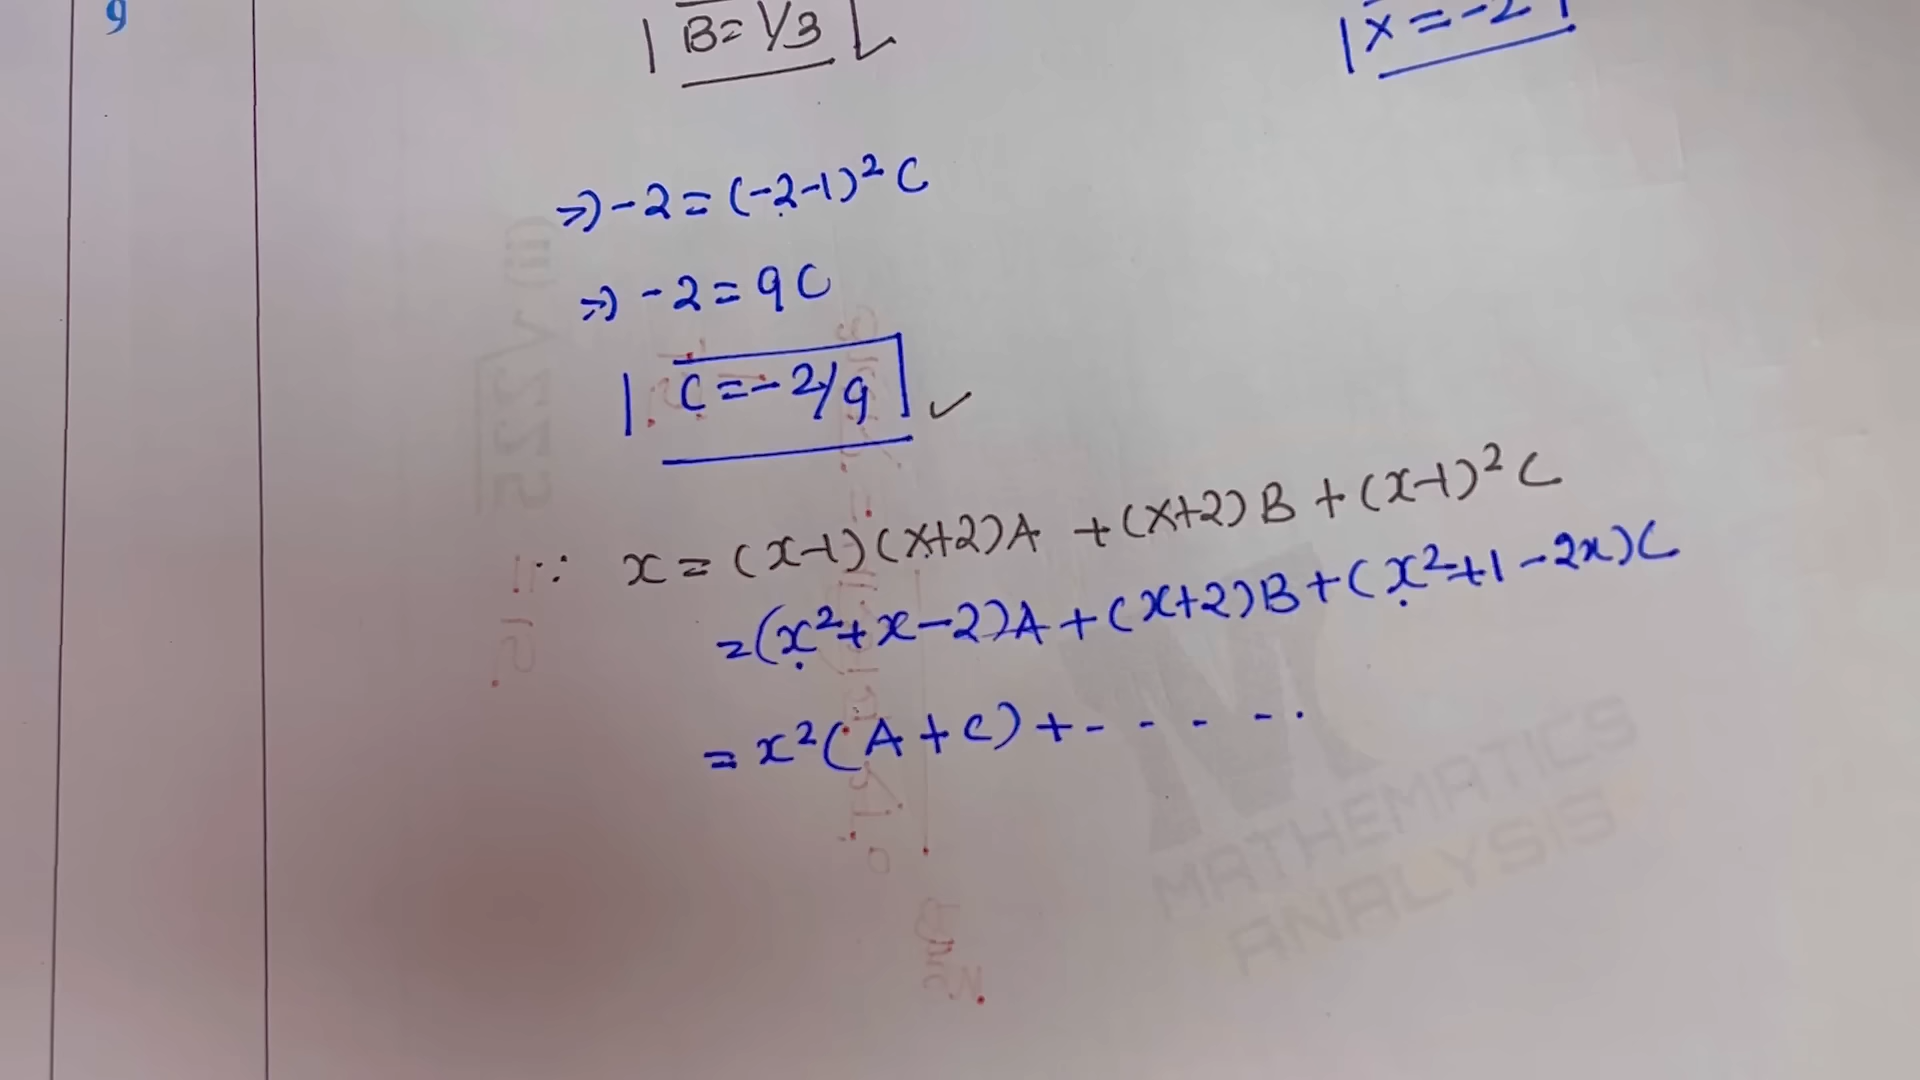 9
B = 1/3
x = -2
=> -2 = (-2-1)² C
=> -2 = 9C
C = -2/9 ✓
∵ x = (x-1)(x+2)A + (x+2)B + (x-1)² C
= (x²+x-2)A + (x+2)B + (x²+1-2x)C
= x²(A+C) + - - - - .
MATHEMATICS
ANALYSIS